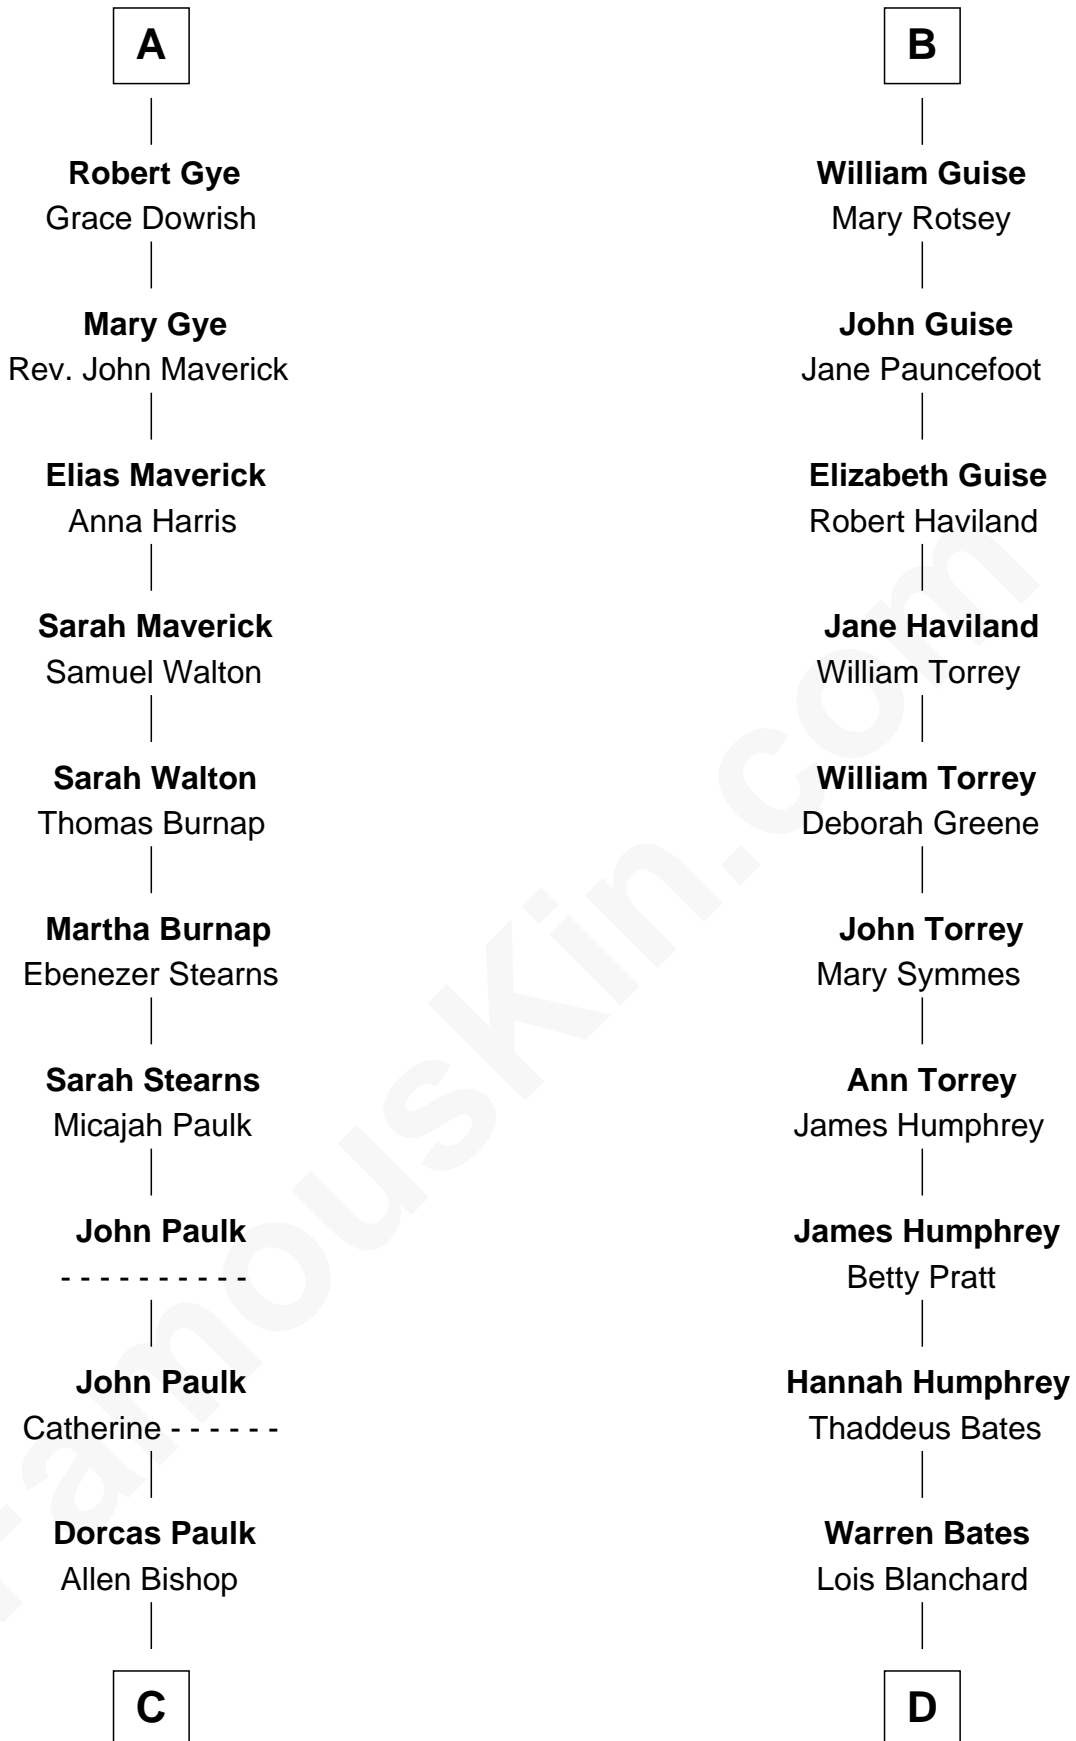 A
Robert Gye
Grace Dowrish
Mary Gye
Rev. John Maverick
Elias Maverick
Anna Harris
Sarah Maverick
Samuel Walton
Sarah Walton
Thomas Burnap
Martha Burnap
Ebenezer Stearns
Sarah Stearns
Micajah Paulk
John Paulk
- - - - - - - - - -
John Paulk
Catherine - - - - - -
Dorcas Paulk
Allen Bishop
C
B
William Guise
Mary Rotsey
John Guise
Jane Pauncefoot
Elizabeth Guise
Robert Haviland
Jane Haviland
William Torrey
William Torrey
Deborah Greene
John Torrey
Mary Symmes
Ann Torrey
James Humphrey
James Humphrey
Betty Pratt
Hannah Humphrey
Thaddeus Bates
Warren Bates
Lois Blanchard
D
FamousKin.com